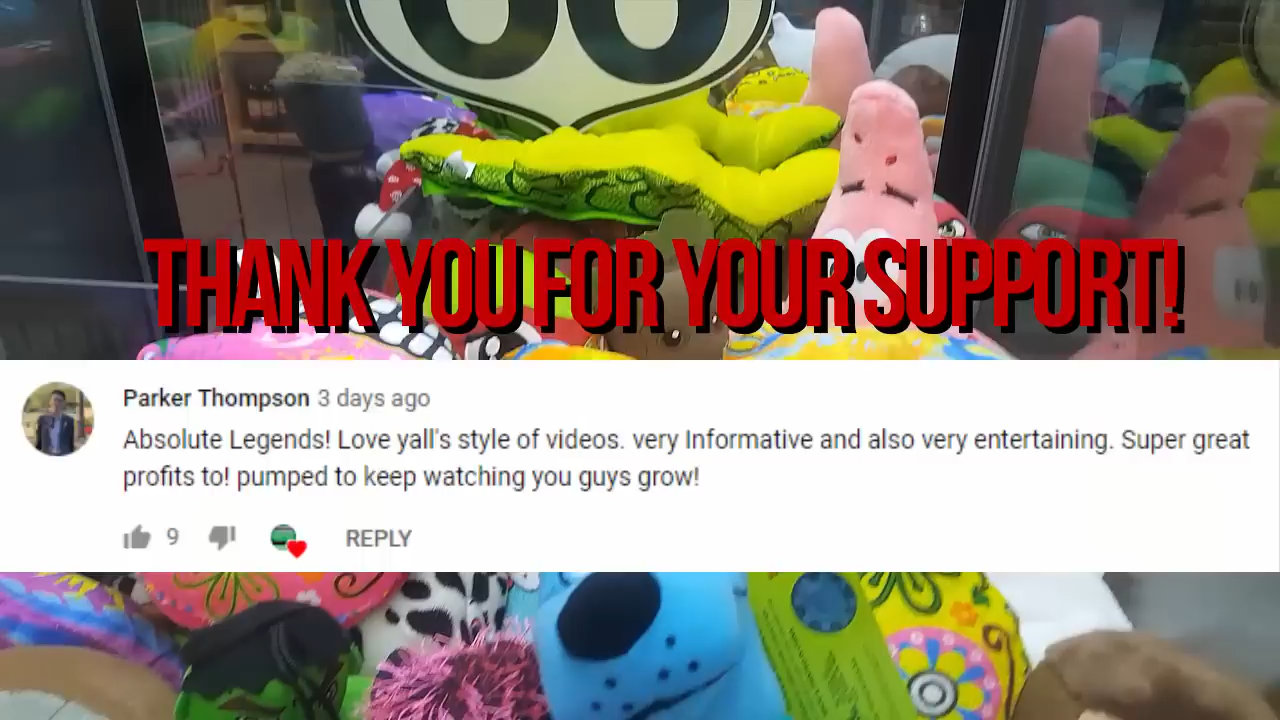 THANK YOU FOR YOUR SUPPORT!
Parker Thompson 3 days ago
Absolute Legends! Love yall's style of videos. very Informative and also very entertaining. Super great
profits to! pumped to keep watching you guys grow!
9 REPLY